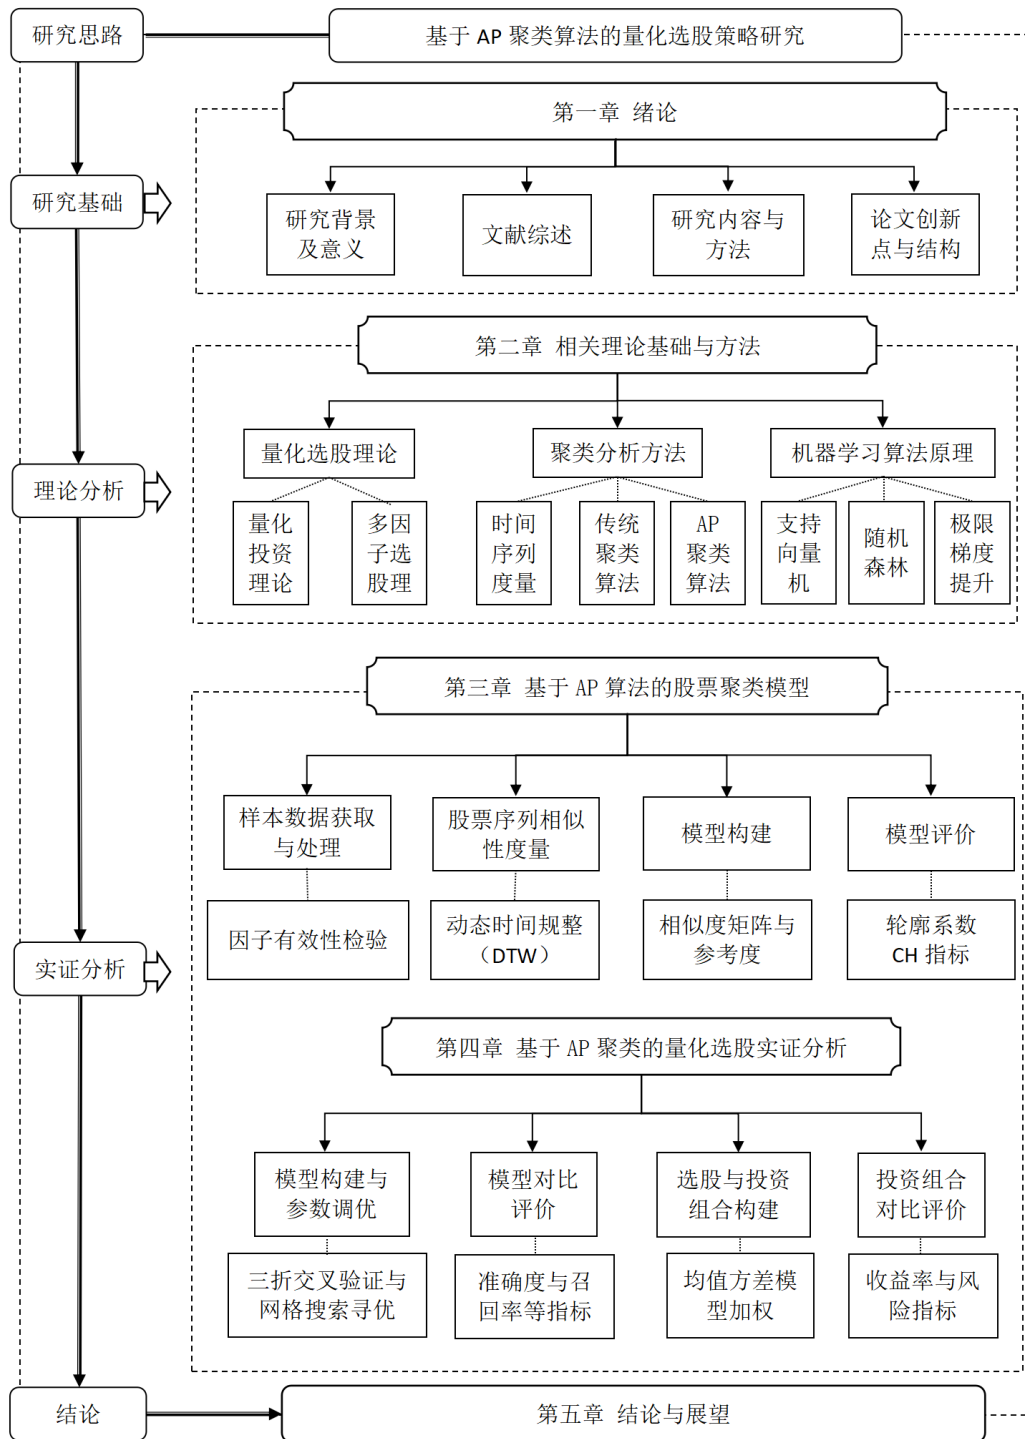 研究思路
基于 AP 聚类算法的量化选股策略研究
第一章 绪论
研究基础
研究背景
及意义
文献综述
研究内容与
方法
论文创新
点与结构
第二章 相关理论基础与方法
理论分析
量化选股理论
聚类分析方法
机器学习算法原理
量化
投资
理论
多因
子选
股理
时间
序列
度量
传统
聚类
算法
AP
聚类
算法
支持
向量
机
随机
森林
极限
梯度
提升
第三章 基于 AP 算法的股票聚类模型
样本数据获取
与处理
股票序列相似
性度量
模型构建
模型评价
实证分析
因子有效性检验
动态时间规整
（DTW）
相似度矩阵与
参考度
轮廓系数
CH 指标
第四章 基于 AP 聚类的量化选股实证分析
模型构建与
参数调优
模型对比
评价
选股与投资
组合构建
投资组合
对比评价
三折交叉验证与
网格搜索寻优
准确度与召
回率等指标
均值方差模
型加权
收益率与风
险指标
结论
第五章 结论与展望